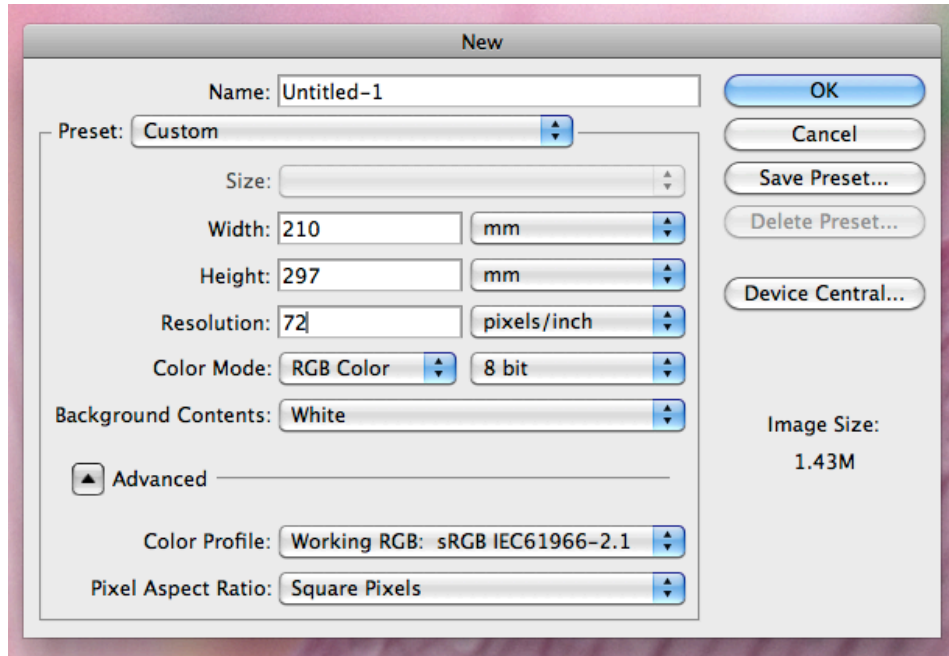 New
Name: Untitled-1
OK
Preset: Custom
Cancel
Size:
Save Preset...
Width: 210 mm
Delete Preset...
Height: 297 mm
Device Central...
Resolution: 72 pixels/inch
Color Mode: RGB Color 8 bit
Background Contents: White
Image Size:
1.43M
Advanced
Color Profile: Working RGB: sRGB IEC61966-2.1
Pixel Aspect Ratio: Square Pixels